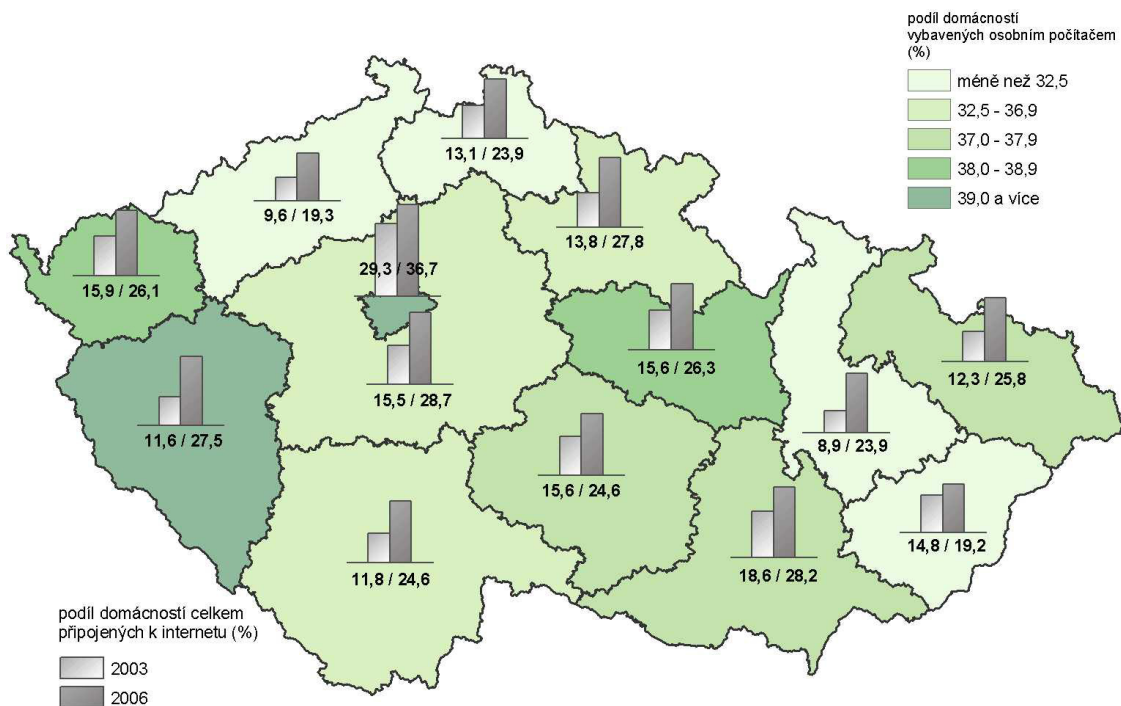 podíl domácností
vybavených osobním počítačem
(%)
méně než 32,5
32,5 - 36,9
37,0 - 37,9
38,0 - 38,9
39,0 a více
13,1 / 23,9
9,6 / 19,3
13,8 / 27,8
29,3 / 36,7
15,9 / 26,1
15,6 / 26,3
12,3 / 25,8
15,5 / 28,7
11,6 / 27,5
8,9 / 23,9
15,6 / 24,6
14,8 / 19,2
11,8 / 24,6
18,6 / 28,2
podíl domácností celkem
připojených k internetu (%)
2003
2006